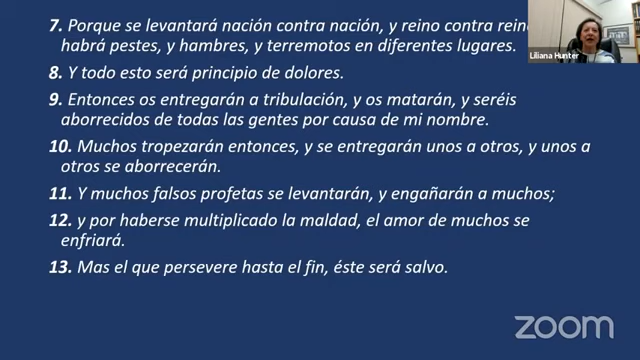 7. Porque se levantará nación contra nación, y reino contra rein
habrá pestes, y hambres, y terremotos en diferentes lugares.
8. Y todo esto será principio de dolores.
9. Entonces os entregarán a tribulación, y os matarán, y seréis
aborrecidos de todas las gentes por causa de mi nombre.
10. Muchos tropezarán entonces, y se entregarán unos a otros, y unos a
otros se aborrecerán.
11. Y muchos falsos profetas se levantarán, y engañarán a muchos;
12. y por haberse multiplicado la maldad, el amor de muchos se
enfriará.
13. Mas el que persevere hasta el fin, éste será salvo.
Liliana Hunter
zoom